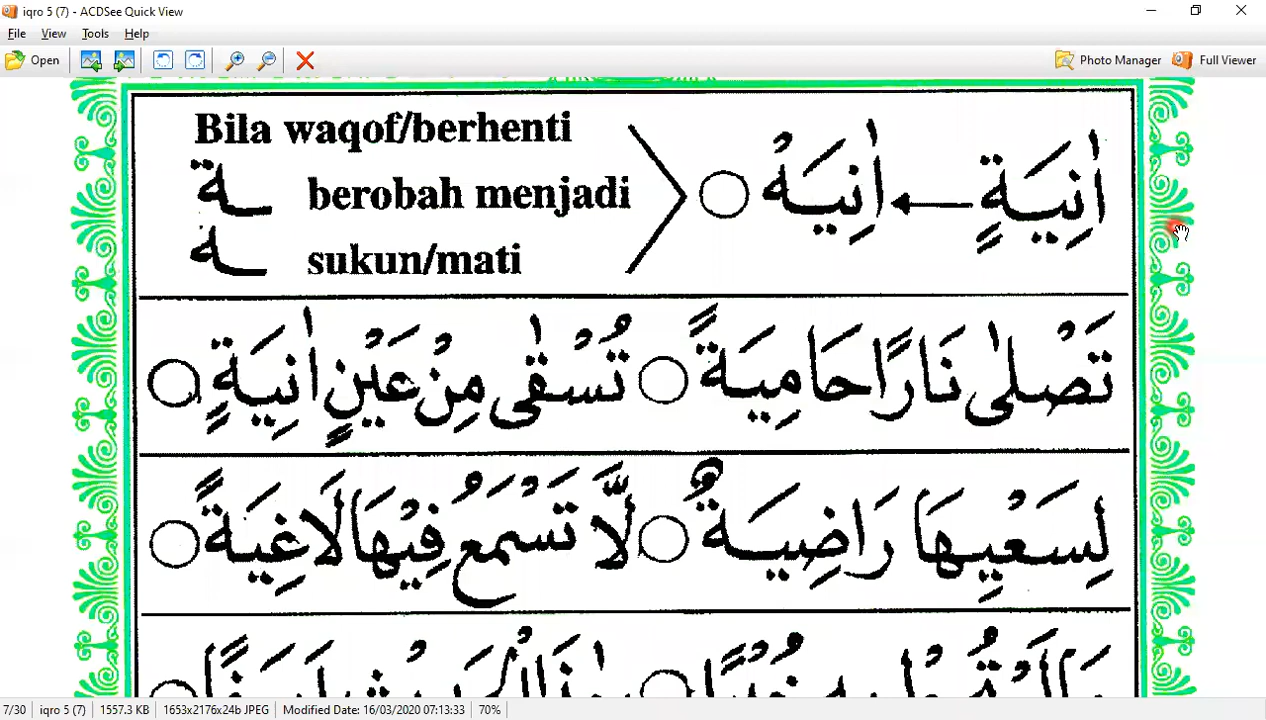 iqro 5 (7) - ACDSee Quick View
File View Tools Help
Open Photo Manager Full Viewer
Bila waqof/berhenti
ـة berobah menjadi
ـه sukun/mati
اٰنِيَةٍ ← اٰنِيَهْ ○
تَصْلٰى نَارًا حَامِيَةً ○ تُسْقٰى مِنْ عَيْنٍ اٰنِيَةٍ ○
لِسَعْيِهَا رَاضِيَةٌ ○ لَّا تَسْمَعُ فِيْهَا لَاغِيَةً ○
7/30 iqro 5 (7) 1557.3 KB 1653x2176x24b JPEG Modified Date: 16/03/2020 07:13:33 70%